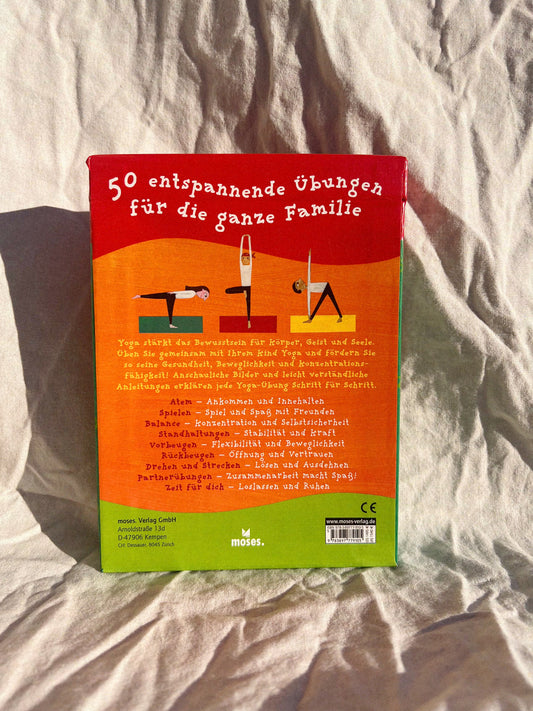 50 entspannende Übungen
für die ganze Familie
Yoga stärkt das Bewusstsein für Körper, Geist und Seele.
Üben Sie gemeinsam mit Ihrem Kind Yoga und fördern Sie
so seine Gesundheit, Beweglichkeit und Konzentrations-
fähigkeit! Anschauliche Bilder und leicht verständliche
Anleitungen erklären jede Yoga-Übung Schritt für Schritt.
Atem – Ankommen und Innehalten
Spielen – Spiel und Spaß mit Freunden
Balance – Konzentration und Selbstsicherheit
Standhaltungen – Stabilität und Kraft
Vorbeugen – Flexibilität und Beweglichkeit
Rückbeugen – Öffnung und Vertrauen
Drehen und Strecken – Lösen und Ausdehnen
Partnerübungen – Zusammenarbeit macht Spaß!
Zeit für dich – Loslassen und Ruhen
moses. Verlag GmbH
Arnoldstraße 13d
D-47906 Kempen
CH: Dessauer, 8045 Zürich
moses.
CE
www.moses-verlag.de